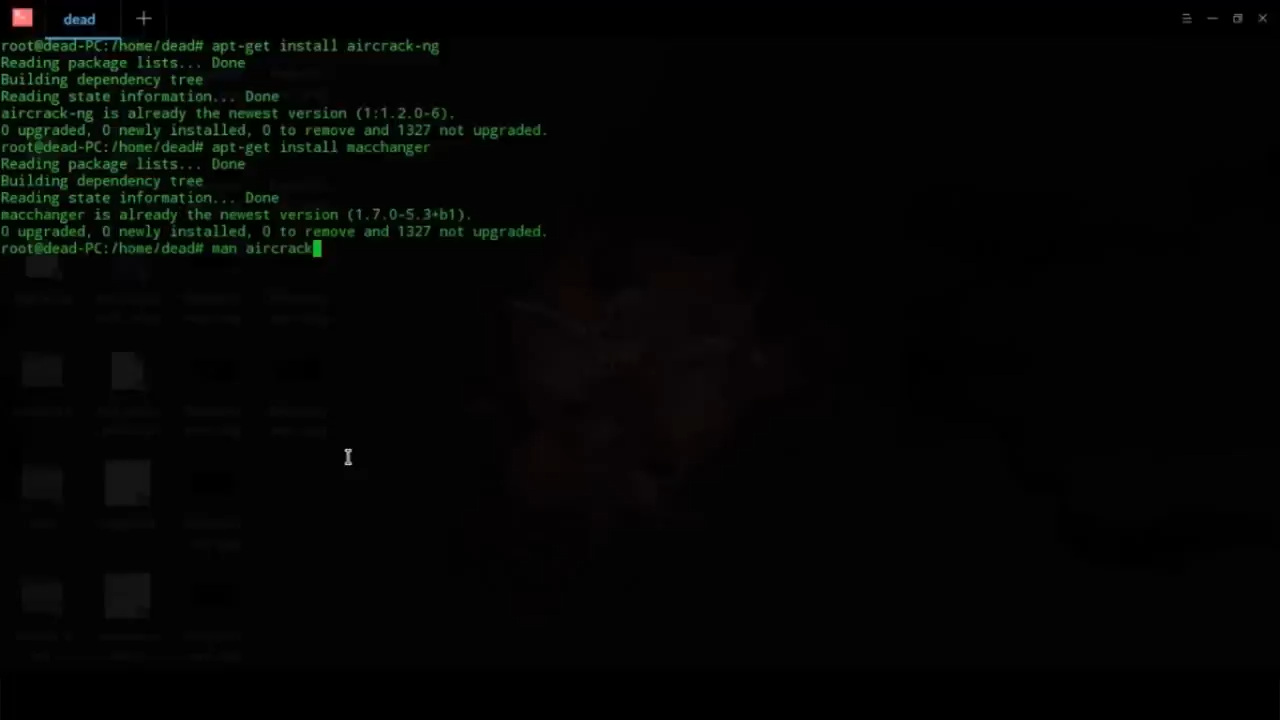 dead
root@dead-PC:/home/dead# apt-get install aircrack-ng
Reading package lists... Done
Building dependency tree
Reading state information... Done
aircrack-ng is already the newest version (1:1.2.0-6).
0 upgraded, 0 newly installed, 0 to remove and 1327 not upgraded.
root@dead-PC:/home/dead# apt-get install macchanger
Reading package lists... Done
Building dependency tree
Reading state information... Done
macchanger is already the newest version (1.7.0-5.3+b1).
0 upgraded, 0 newly installed, 0 to remove and 1327 not upgraded.
root@dead-PC:/home/dead# man aircrack